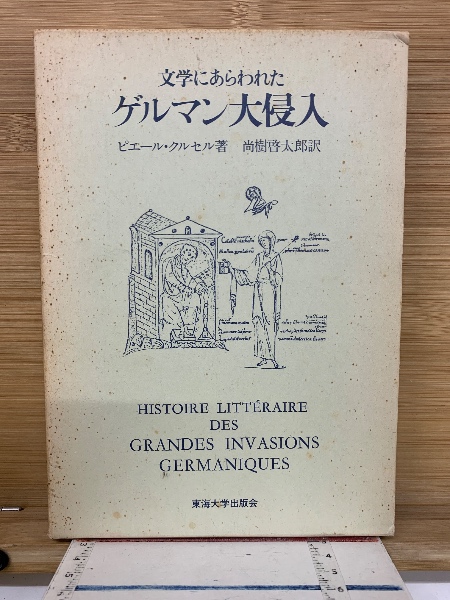 文学にあらわれた
ゲルマン大侵入
ピエール・クルセル著 尚樹啓太郎訳
HISTOIRE LITTÉRAIRE
DES
GRANDES INVASIONS
GERMANIQUES
東海大学出版会